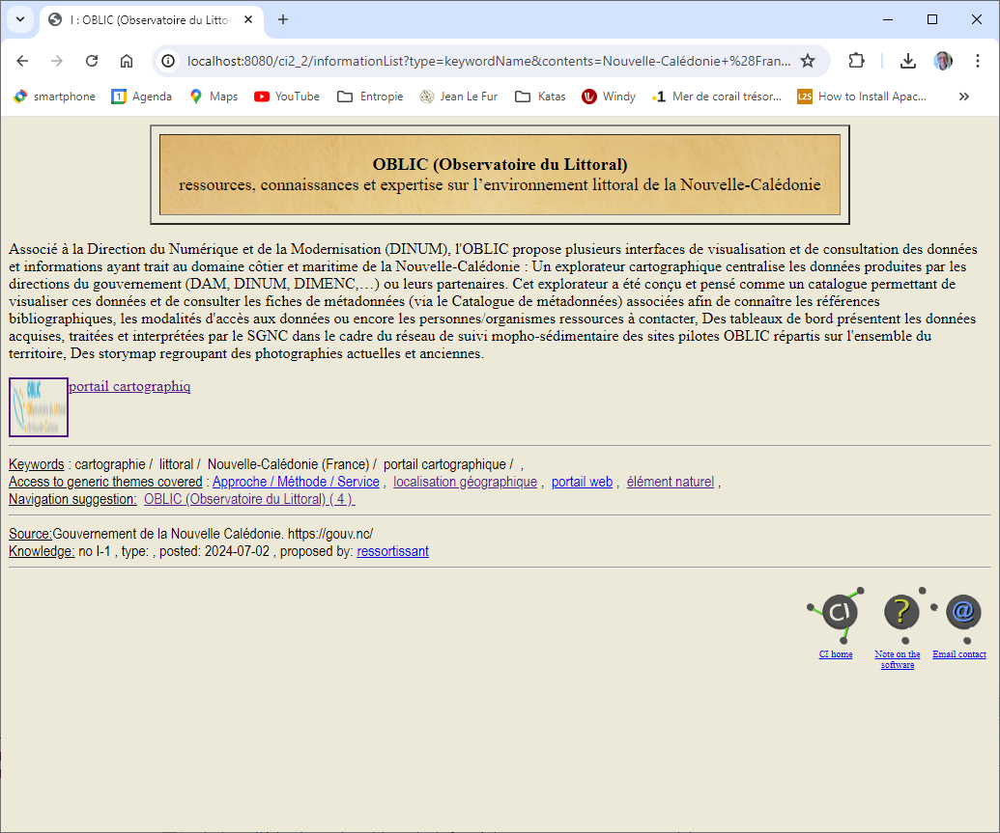 I : OBLIC (Observatoire du Littor
localhost:8080/ci2_2/informationList?type=keywordName&contents=Nouvelle-Calédonie+%28Fran...
smartphone
Agenda
Maps
YouTube
Entropie
Jean Le Fur
Katas
Windy
Mer de corail trésor...
How to Install Apac...
OBLIC (Observatoire du Littoral)
ressources, connaissances et expertise sur l’environnement littoral de la Nouvelle-Calédonie
Associé à la Direction du Numérique et de la Modernisation (DINUM), l'OBLIC propose plusieurs interfaces de visualisation et de consultation des données
et informations ayant trait au domaine côtier et maritime de la Nouvelle-Calédonie : Un explorateur cartographique centralise les données produites par les
directions du gouvernement (DAM, DINUM, DIMENC,…) ou leurs partenaires. Cet explorateur a été conçu et pensé comme un catalogue permettant de
visualiser ces données et de consulter les fiches de métadonnées (via le Catalogue de métadonnées) associées afin de connaître les références
bibliographiques, les modalités d'accès aux données ou encore les personnes/organismes ressources à contacter, Des tableaux de bord présentent les données
acquises, traitées et interprétées par le SGNC dans le cadre du réseau de suivi mopho-sédimentaire des sites pilotes OBLIC répartis sur l'ensemble du
territoire, Des storymap regroupant des photographies actuelles et anciennes.
OBLIC
portail cartographiq
Keywords : cartographie / littoral / Nouvelle-Calédonie (France) / portail cartographique / ,
Access to generic themes covered : Approche / Méthode / Service , localisation géographique , portail web , élément naturel ,
Navigation suggestion: OBLIC (Observatoire du Littoral) ( 4 )
Source:Gouvernement de la Nouvelle Calédonie. https://gouv.nc/
Knowledge: no I-1 , type: , posted: 2024-07-02 , proposed by: ressortissant
CI
?
@
CI home
Note on the
software
Email contact